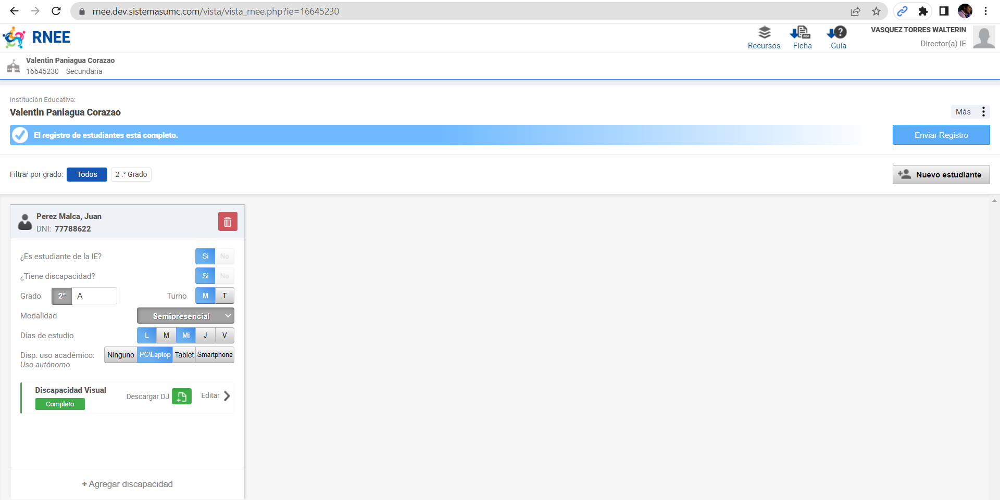 rnee.dev.sistemasumc.com/vista/vista_rnee.php?ie=16645230
RNEE
Recursos
PDF
Ficha
?
Guía
VASQUEZ TORRES WALTERIN
Director(a) IE
Valentin Paniagua Corazao
16645230 Secundaria
Institución Educativa:
Valentin Paniagua Corazao
Más
El registro de estudiantes está completo.
Enviar Registro
Filtrar por grado: Todos 2 .° Grado
Nuevo estudiante
Perez Malca, Juan
DNI: 77788622
¿Es estudiante de la IE? Si No
¿Tiene discapacidad? Si No
Grado 2° A Turno M T
Modalidad Semipresencial
Días de estudio L M Mi J V
Disp. uso académico: Ninguno PC\Laptop Tablet Smartphone
Uso autónomo
Discapacidad Visual
Completo
Descargar DJ
Editar
+ Agregar discapacidad